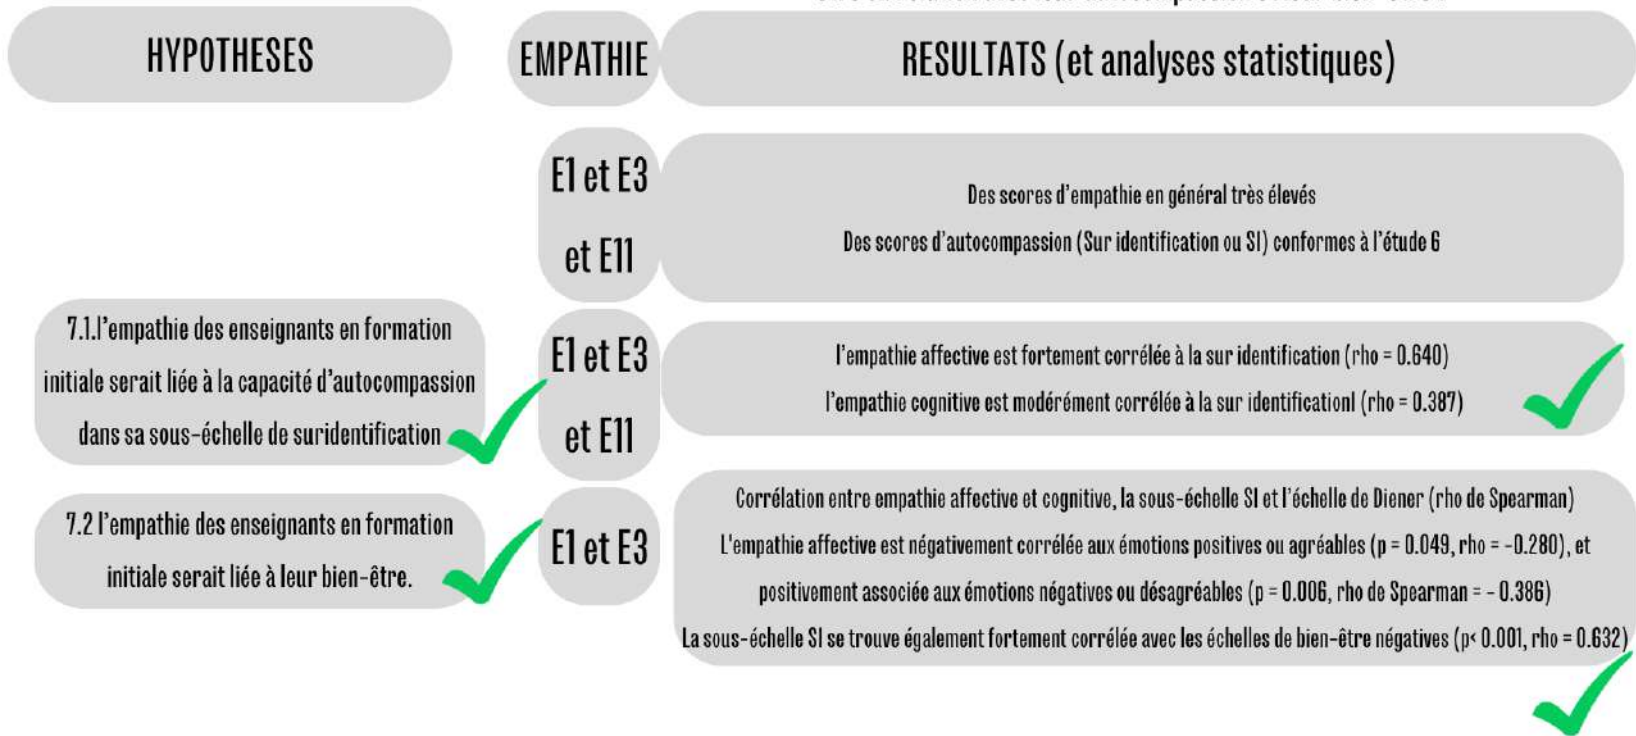 HYPOTHESES
EMPATHIE
RESULTATS (et analyses statistiques)
E1 et E3
et E11
Des scores d'empathie en général très élevés
Des scores d'autocompassion (Sur identification ou SI) conformes à l'étude 6
7.1.l'empathie des enseignants en formation
initiale serait liée à la capacité d'autocompassion
dans sa sous-échelle de suridentification
E1 et E3
et E11
l'empathie affective est fortement corrélée à la sur identification (rho = 0.640)
l'empathie cognitive est modérément corrélée à la sur identificationl (rho = 0.387)
7.2 l'empathie des enseignants en formation
initiale serait liée à leur bien-être.
E1 et E3
Corrélation entre empathie affective et cognitive, la sous-échelle SI et l'échelle de Diener (rho de Spearman)
L'empathie affective est négativement corrélée aux émotions positives ou agréables (p = 0.049, rho = -0.280), et
positivement associée aux émotions négatives ou désagréables (p = 0.006, rho de Spearman = - 0.386)
La sous-échelle SI se trouve également fortement corrélée avec les échelles de bien-être négatives (p< 0.001, rho = 0.632)